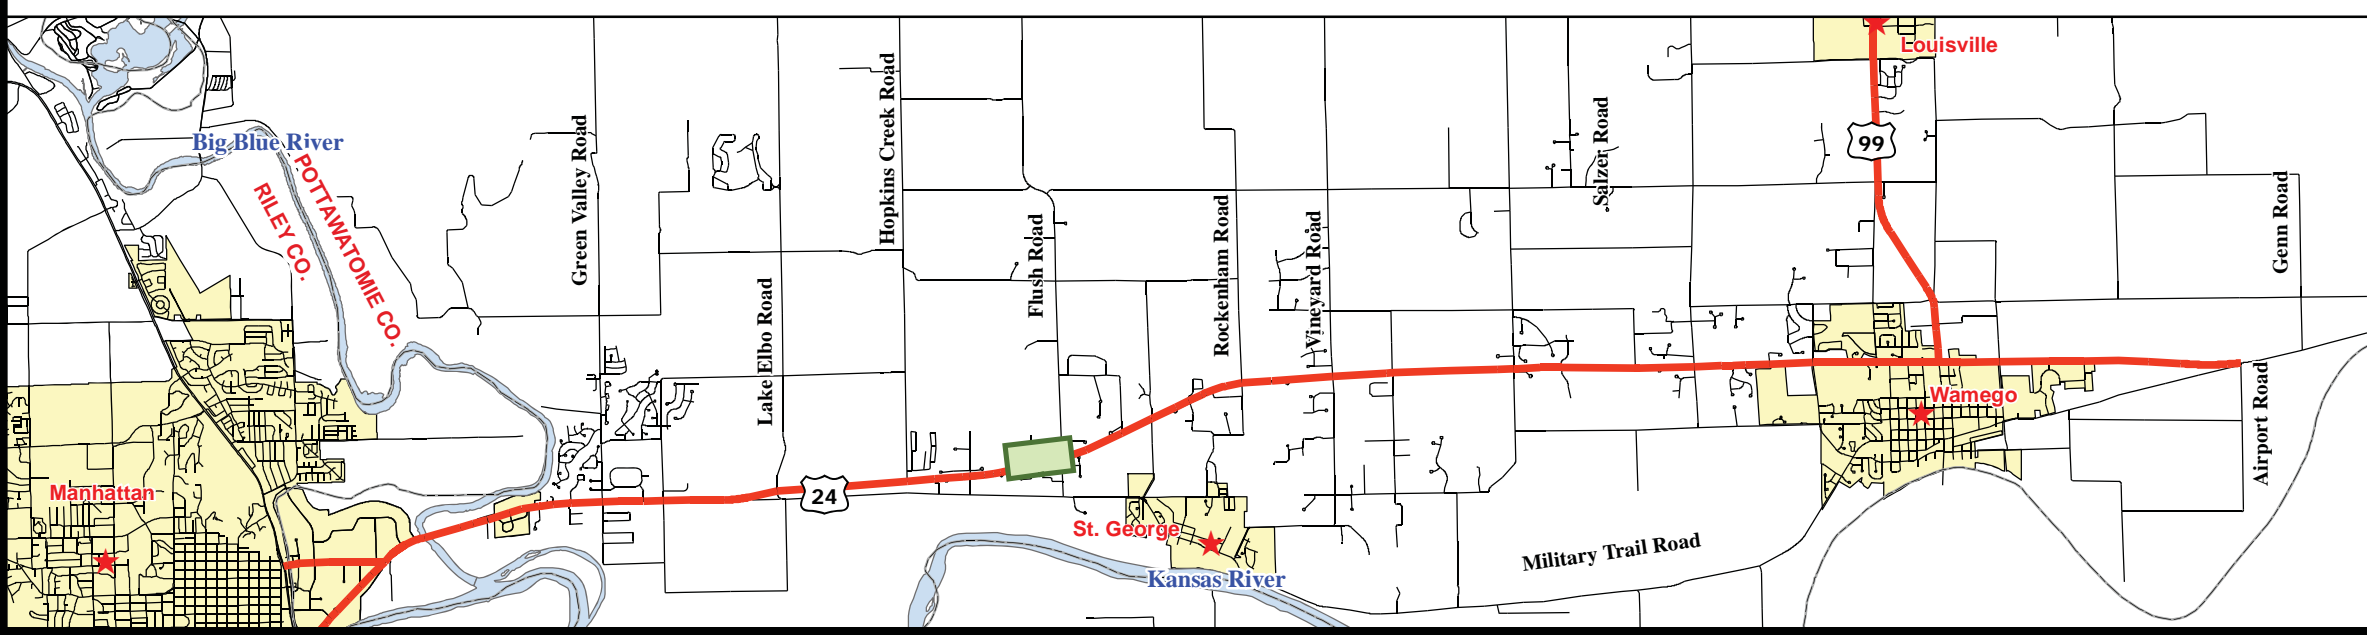 Louisville
99
Big Blue River
POTTAWATOMIE CO.
RILEY CO.
Green Valley Road
Hopkins Creek Road
Salzer Road
Genn Road
Flush Road
Rockenham Road
Vineyard Road
Lake Elbo Road
Airport Road
Wamego
Manhattan
24
St. George
Military Trail Road
Kansas River